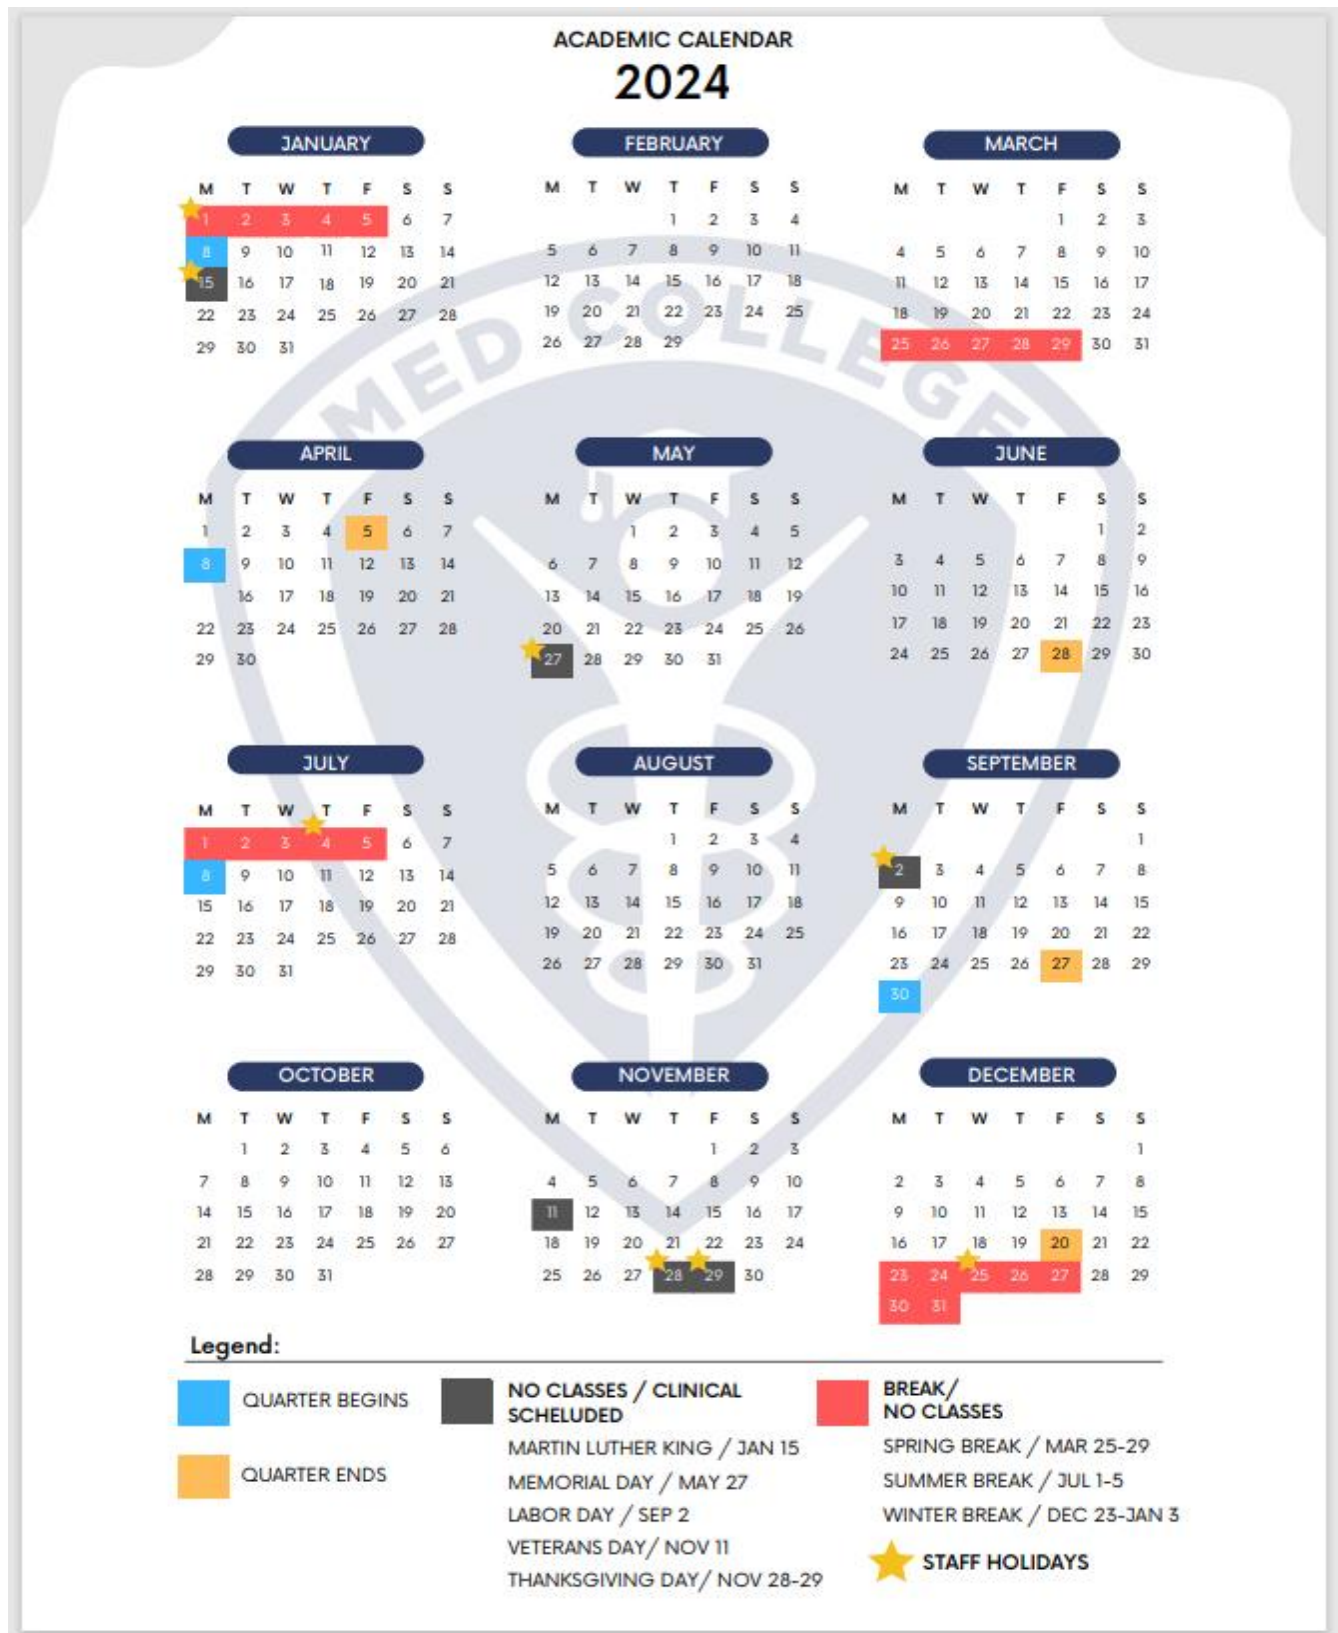 ACADEMIC CALENDAR
2024
JANUARY
M T W T F S S
1 2 3 4 5 6 7
8 9 10 11 12 13 14
15 16 17 18 19 20 21
22 23 24 25 26 27 28
29 30 31
FEBRUARY
M T W T F S S
1 2 3 4
5 6 7 8 9 10 11
12 13 14 15 16 17 18
19 20 21 22 23 24 25
26 27 28 29
MARCH
M T W T F S S
1 2 3
4 5 6 7 8 9 10
11 12 13 14 15 16 17
18 19 20 21 22 23 24
25 26 27 28 29 30 31
MED COLLEGE
APRIL
M T W T F S S
1 2 3 4 5 6 7
8 9 10 11 12 13 14
16 17 18 19 20 21
22 23 24 25 26 27 28
29 30
MAY
M T W T F S S
1 2 3 4 5
6 7 8 9 10 11 12
13 14 15 16 17 18 19
20 21 22 23 24 25 26
27 28 29 30 31
JUNE
M T W T F S S
1 2
3 4 5 6 7 8 9
10 11 12 13 14 15 16
17 18 19 20 21 22 23
24 25 26 27 28 29 30
JULY
M T W T F S S
1 2 3 4 5 6 7
8 9 10 11 12 13 14
15 16 17 18 19 20 21
22 23 24 25 26 27 28
29 30 31
AUGUST
M T W T F S S
1 2 3 4
5 6 7 8 9 10 11
12 13 14 15 16 17 18
19 20 21 22 23 24 25
26 27 28 29 30 31
SEPTEMBER
M T W T F S S
1
2 3 4 5 6 7 8
9 10 11 12 13 14 15
16 17 18 19 20 21 22
23 24 25 26 27 28 29
30
OCTOBER
M T W T F S S
1 2 3 4 5 6
7 8 9 10 11 12 13
14 15 16 17 18 19 20
21 22 23 24 25 26 27
28 29 30 31
NOVEMBER
M T W T F S S
1 2 3
4 5 6 7 8 9 10
11 12 13 14 15 16 17
18 19 20 21 22 23 24
25 26 27 28 29 30
DECEMBER
M T W T F S S
1
2 3 4 5 6 7 8
9 10 11 12 13 14 15
16 17 18 19 20 21 22
23 24 25 26 27 28 29
30 31
Legend:
QUARTER BEGINS
QUARTER ENDS
NO CLASSES / CLINICAL
SCHELUDED
MARTIN LUTHER KING / JAN 15
MEMORIAL DAY / MAY 27
LABOR DAY / SEP 2
VETERANS DAY/ NOV 11
THANKSGIVING DAY/ NOV 28-29
BREAK/
NO CLASSES
SPRING BREAK / MAR 25-29
SUMMER BREAK / JUL 1-5
WINTER BREAK / DEC 23-JAN 3
STAFF HOLIDAYS